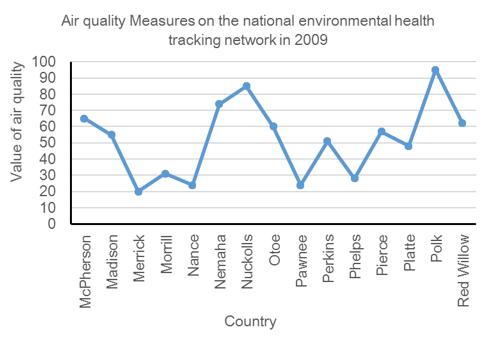 Air quality Measures on the national environmental health
tracking network in 2009
Value of air quality
100
90
80
70
60
50
40
30
20
10
0
McPherson
Madison
Merrick
Morrill
Nance
Nemaha
Nuckolls
Otoe
Pawnee
Perkins
Phelps
Pierce
Platte
Polk
Red Willow
Country